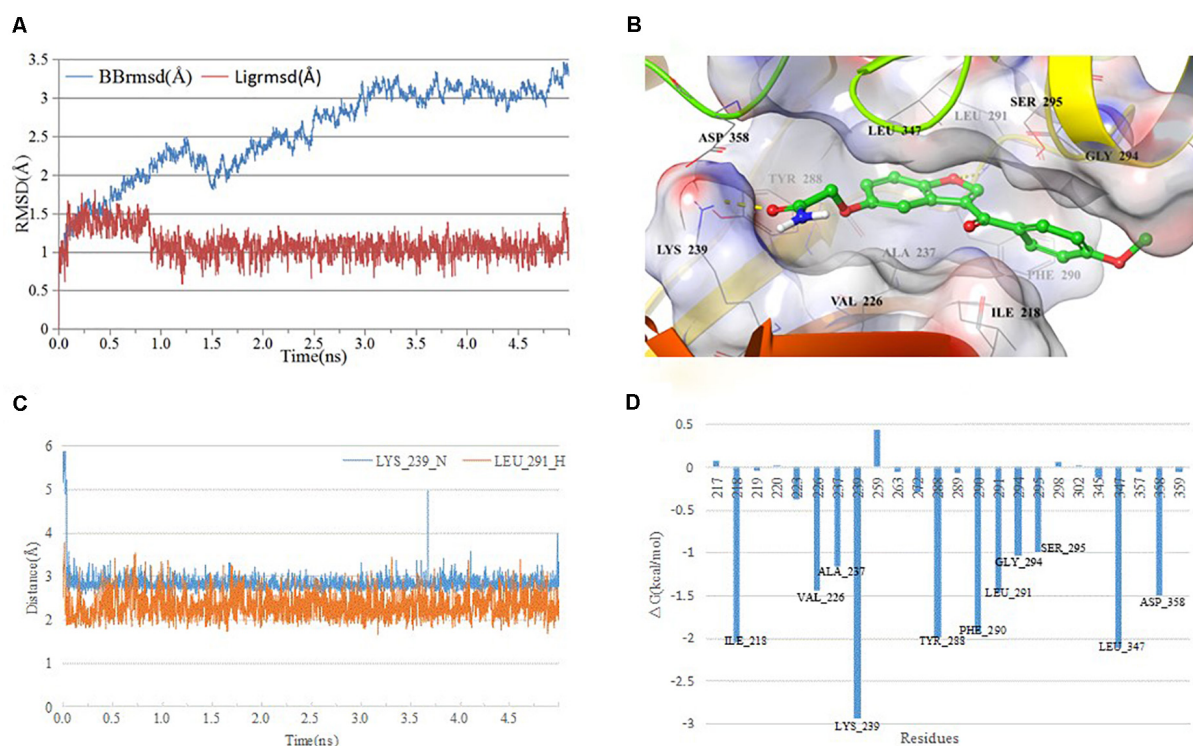 A
3.5
3
2.5
2
1.5
1
0.5
0
BBrmsd(Å) Ligrmsd(Å)
RMSD(Å)
0.0 0.5 1.0 1.5 2.0 2.5 3.0 3.5 4.0 4.5
Time(ns)
B
SER 295
LEU 291
LEU 347
ASP 358
GLY 294
TYR 288
LYS 239
ALA 237
PHE 290
VAL 226
ILE 218
C
6
5
4
3
2
1
0
LYS_239_N LEU_291_H
Distance(Å)
0.0 0.5 1.0 1.5 2.0 2.5 3.0 3.5 4.0 4.5
Time(ns)
D
0.5
0
-0.5
-1
-1.5
-2
-2.5
-3
ΔG(kcal/mol)
217 218 219 220 223 226 237 239 259 263 272 288 289 290 291 294 295 298 302 345 347 357 358 359
SER_295
GLY_294
ALA_237
LEU_291
VAL_226
ASP_358
PHE_290
ILE_218
TYR_288
LEU_347
LYS_239
Residues